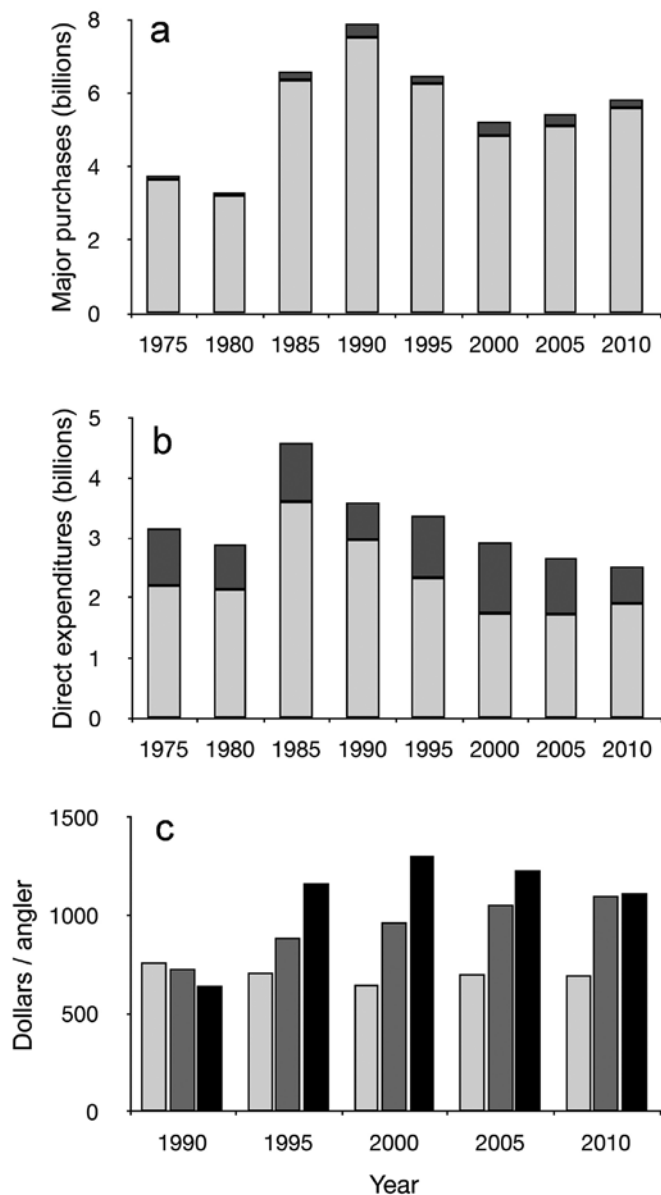 a
Major purchases (billions)
8
6
4
2
0
1975 1980 1985 1990 1995 2000 2005 2010
b
Direct expenditures (billions)
5
4
3
2
1
0
1975 1980 1985 1990 1995 2000 2005 2010
c
Dollars / angler
1500
1000
500
0
1990 1995 2000 2005 2010
Year